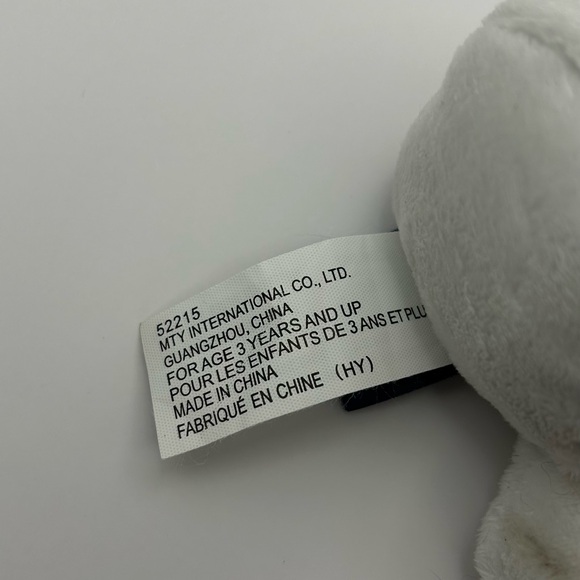 52215
MTY INTERNATIONAL CO., LTD.
GUANGZHOU, CHINA
FOR AGE 3 YEARS AND UP
POUR LES ENFANTS DE 3 ANS ET PLU
MADE IN CHINA
FABRIQUÉ EN CHINE (HY)